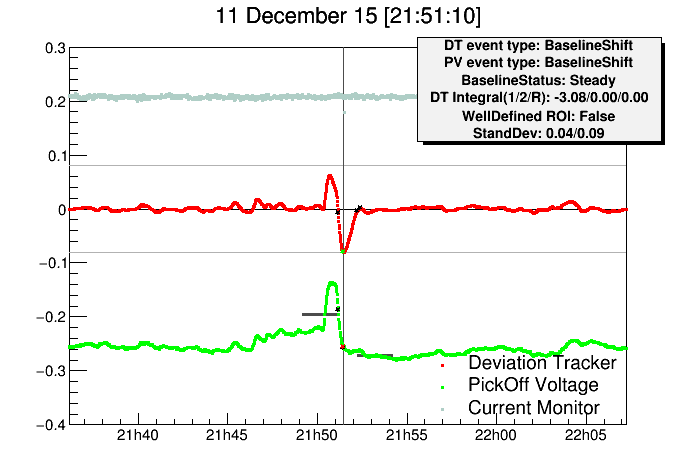 11 December 15 [21:51:10]
DT event type: BaselineShift
PV event type: BaselineShift
BaselineStatus: Steady
DT Integral(1/2/R): -3.08/0.00/0.00
WellDefined ROI: False
StandDev: 0.04/0.09
0.3
0.2
0.1
0
−0.1
−0.2
−0.3
−0.4
Deviation Tracker
PickOff Voltage
Current Monitor
21h40
21h45
21h50
21h55
22h00
22h05